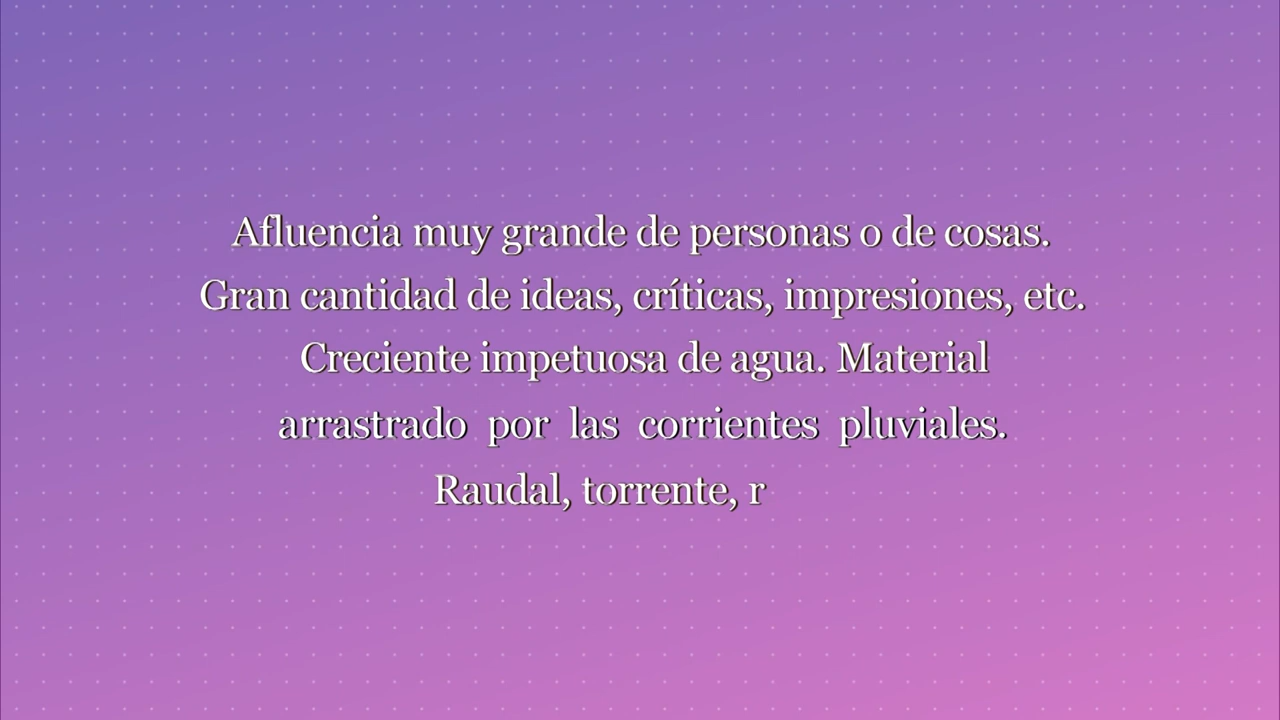 Afluencia muy grande de personas o de cosas.
Gran cantidad de ideas, críticas, impresiones, etc.
Creciente impetuosa de agua. Material
arrastrado por las corrientes pluviales.
Raudal, torrente, r